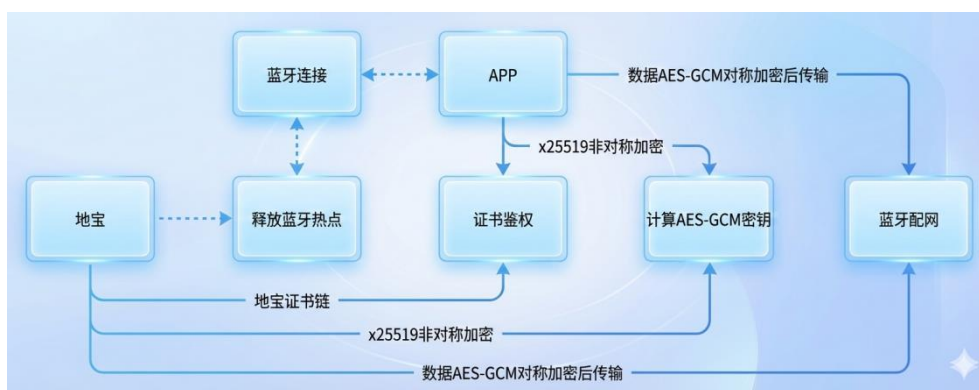 蓝牙连接
APP
数据AES-GCM对称加密后传输
x25519非对称加密
地宝
释放蓝牙热点
证书鉴权
计算AES-GCM密钥
蓝牙配网
地宝证书链
x25519非对称加密
数据AES-GCM对称加密后传输